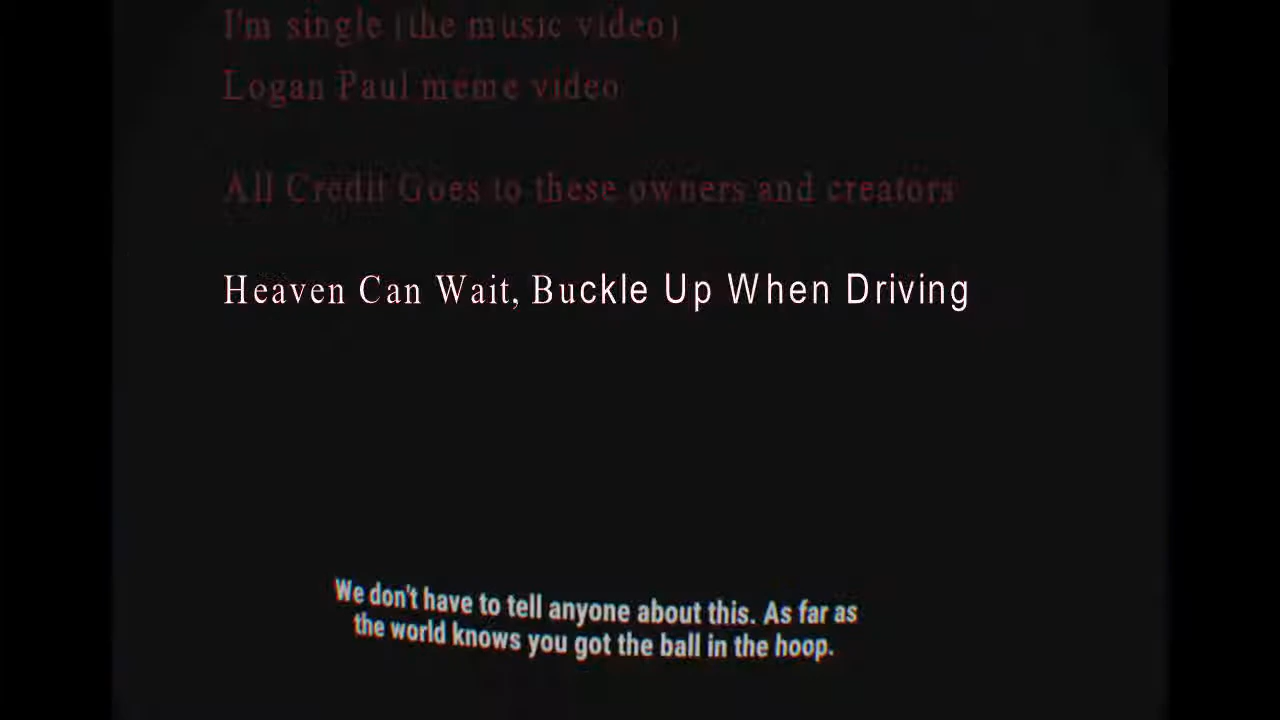 I'm single (the music video)
Logan Paul meme video
All Credit Goes to these owners and creators
Heaven Can Wait, Buckle Up When Driving
We don't have to tell anyone about this. As far as
the world knows you got the ball in the hoop.